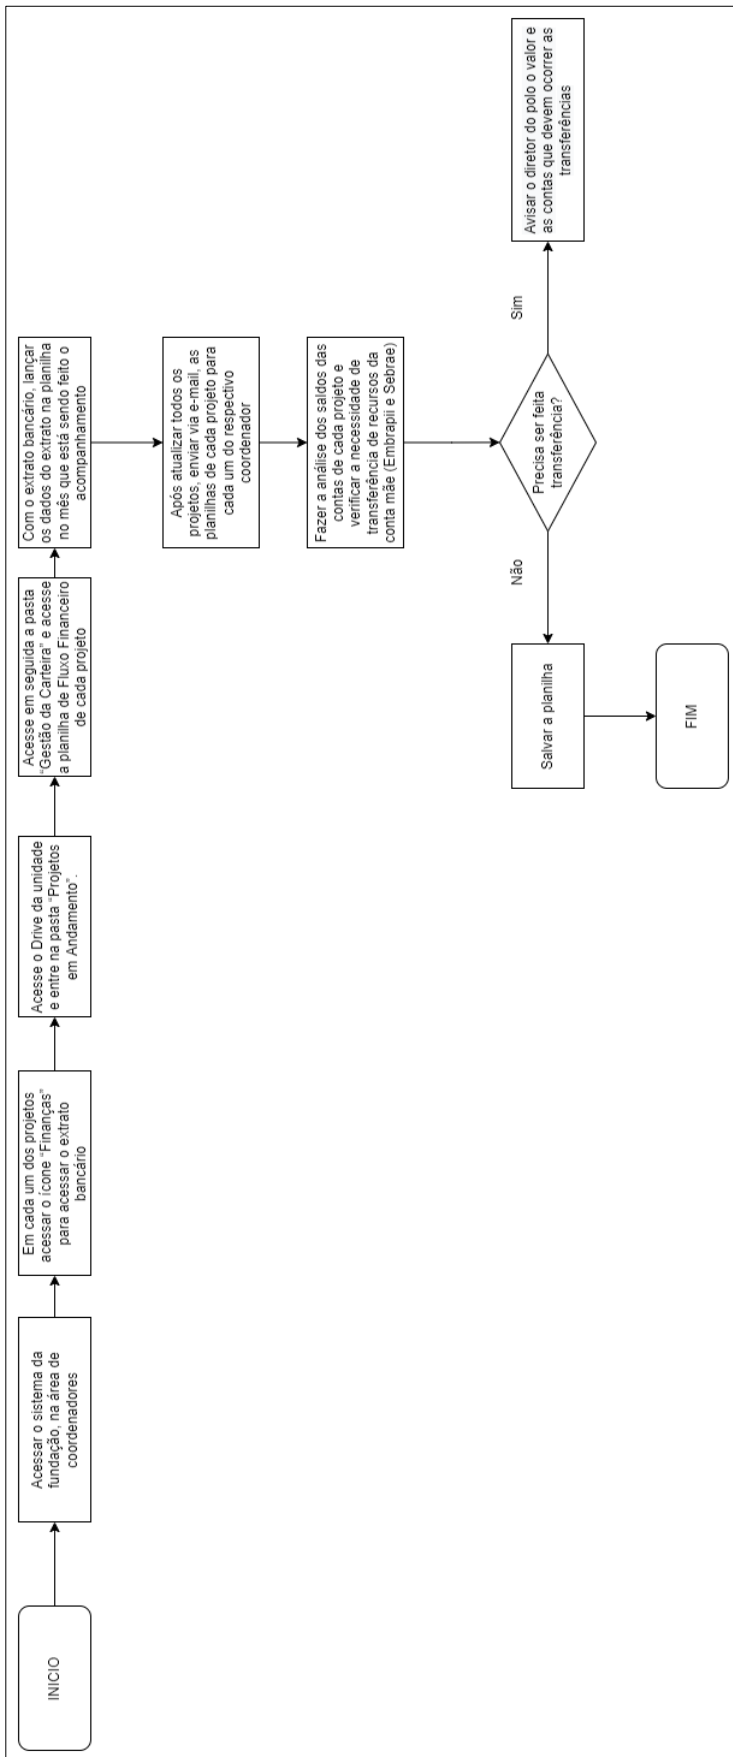 INICIO
Acessar o sistema da
fundação, na área de
coordenadores
Em cada um dos projetos
acessar o ícone "Finanças"
para acessar o extrato
bancário
Acesse o Drive da unidade
e entre na pasta "Projetos
em Andamento".
Acesse em seguida a pasta
"Gestão da Carteira" e acesse
a planilha de Fluxo Financeiro
de cada projeto
Com o extrato bancário, lançar
os dados do extrato na planilha
no mês que está sendo feito o
acompanhamento
Após atualizar todos os
projetos, enviar via e-mail, as
planilhas de cada projeto para
cada um do respectivo
coordenador
Fazer a análise dos saldos das
contas de cada projeto e
verificar a necessidade de
transferência de recursos da
conta mãe (Embrapii e Sebrae)
Precisa ser feita
transferência?
Sim
Avisar o diretor do polo o valor e
as contas que devem ocorrer as
transferências
Não
Salvar a planilha
FIM